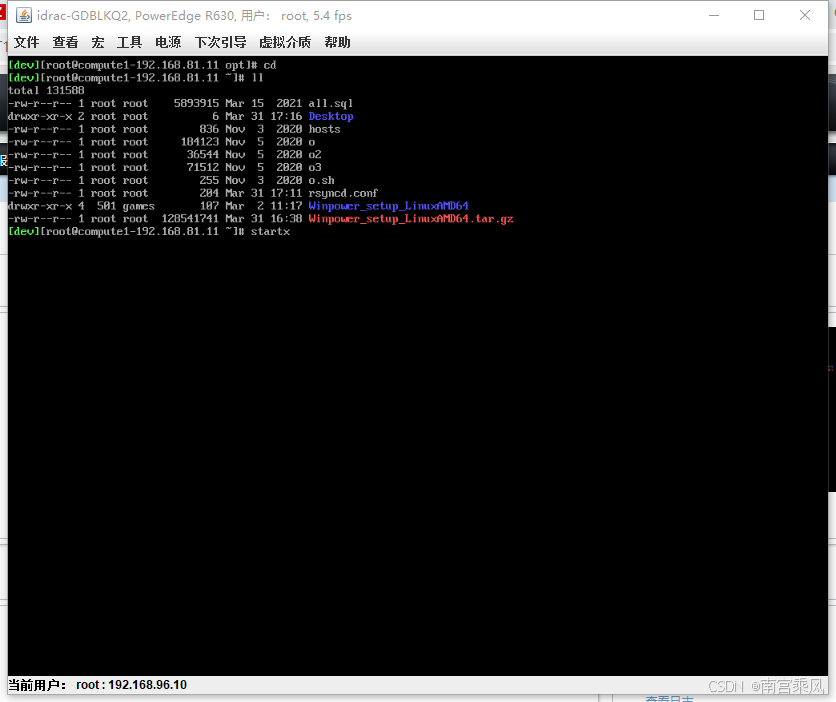 idrac-GDBLKQ2, PowerEdge R630, 用户： root, 5.4 fps
文件 查看 宏 工具 电源 下次引导 虚拟介质 帮助
[dev][root@compute1-192.168.81.11 opt]# cd
[dev][root@compute1-192.168.81.11 ~]# ll
total 131588
-rw-r--r-- 1 root root 5893915 Mar 15 2021 all.sql
drwxr-xr-x 2 root root 6 Mar 31 17:16 Desktop
-rw-r--r-- 1 root root 836 Nov 3 2020 hosts
-rw-r--r-- 1 root root 184123 Nov 5 2020 o
-rw-r--r-- 1 root root 36544 Nov 5 2020 o2
-rw-r--r-- 1 root root 71512 Nov 5 2020 o3
-rw-r--r-- 1 root root 255 Nov 3 2020 o.sh
-rw-r--r-- 1 root root 204 Mar 31 17:11 rsyncd.conf
drwxr-xr-x 4 501 games 107 Mar 2 11:17 Winpower_setup_LinuxAMD64
-rw-r--r-- 1 root root 128541741 Mar 31 16:38 Winpower_setup_LinuxAMD64.tar.gz
[dev][root@compute1-192.168.81.11 ~]# startx
当前用户： root : 192.168.96.10
CSDN @南宫乘风
查看日志